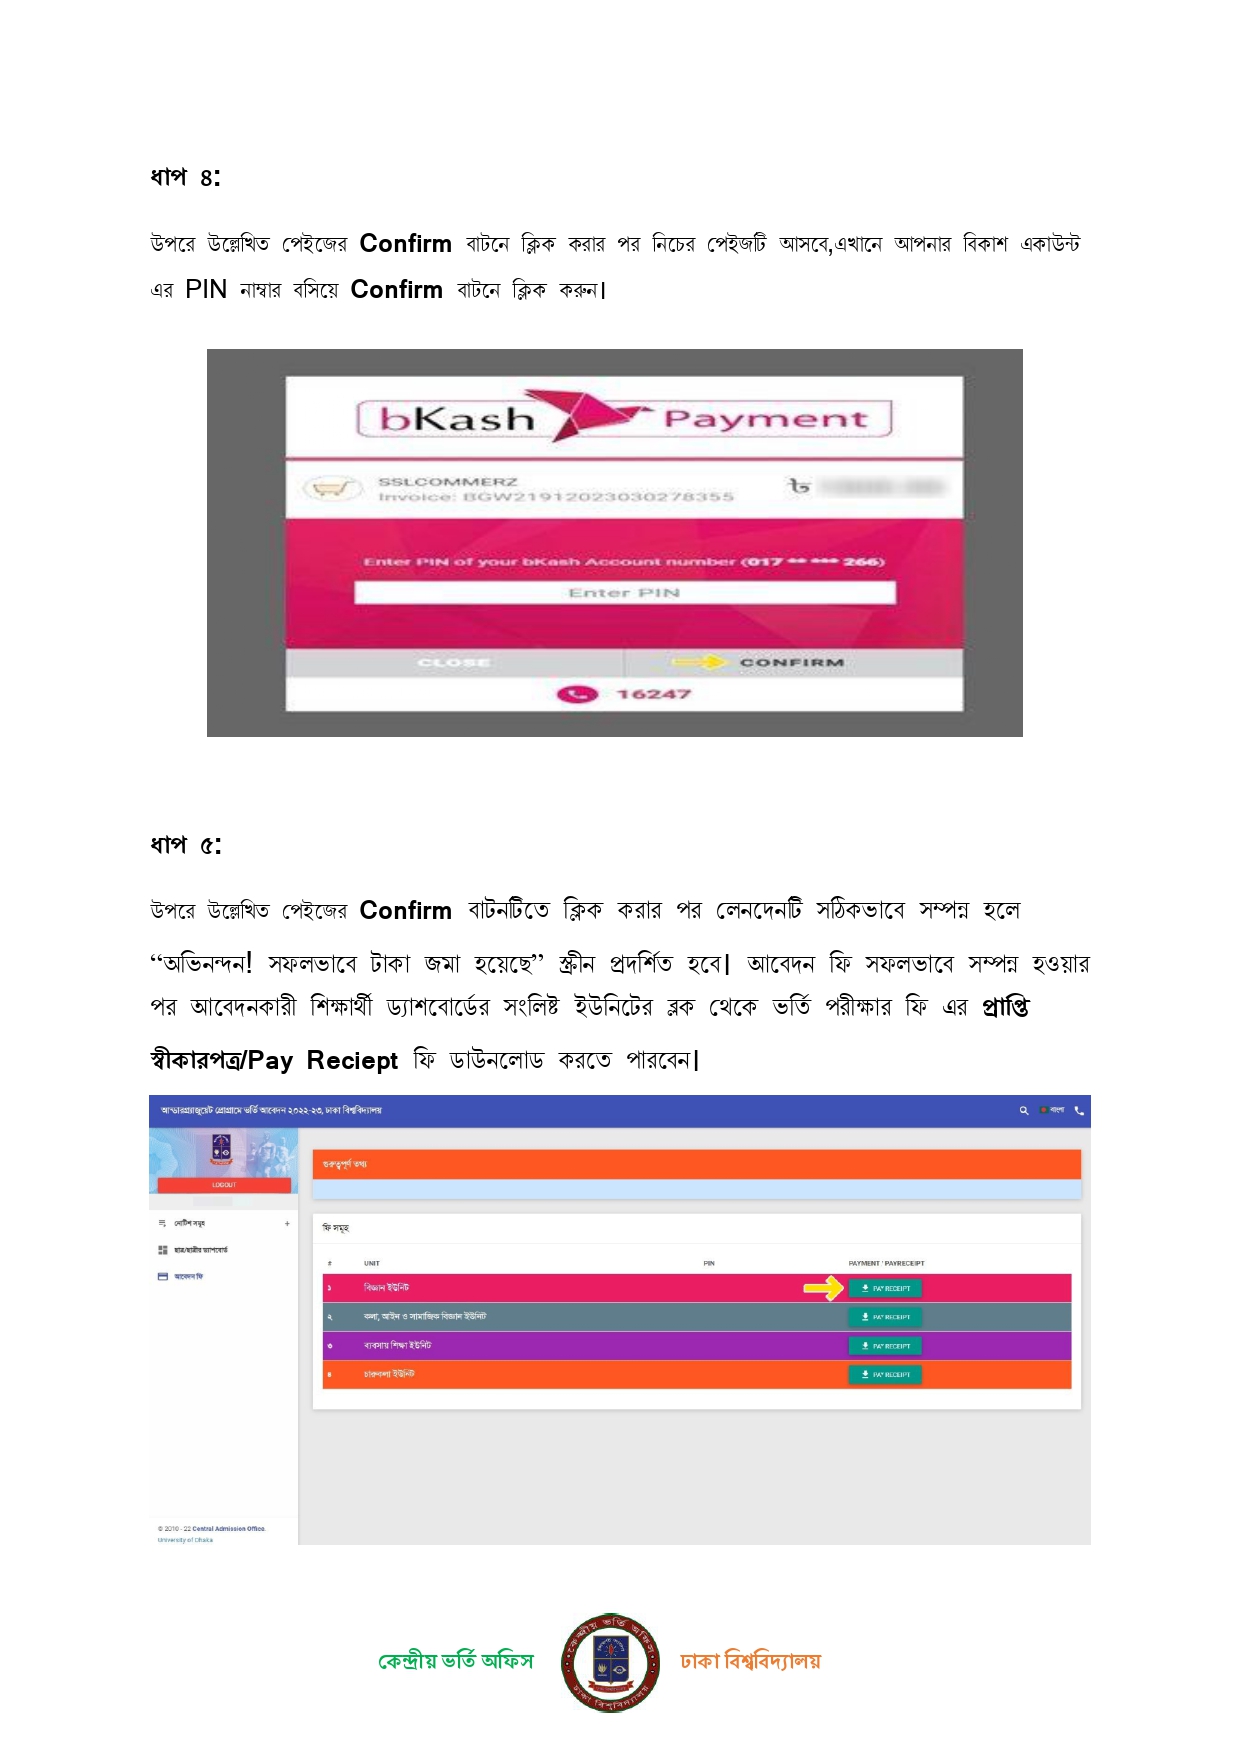 ধাপ ৪:
উপরে উল্লেখিত পেইজের Confirm বাটনে ক্লিক করার পর নিচের পেইজটি আসবে,এখানে আপনার বিকাশ একাউন্ট
এর PIN নাম্বার বসিয়ে Confirm বাটনে ক্লিক করুন।
bKash Payment
SSLCOMMERZ
Invoice: BGW21912023030278355
৳
Enter PIN of your bKash Account number (017 ** *** 266)
Enter PIN
CLOSE CONFIRM
16247
ধাপ ৫:
উপরে উল্লেখিত পেইজের Confirm বাটনটিতে ক্লিক করার পর লেনদেনটি সঠিকভাবে সম্পন্ন হলে
“অভিনন্দন! সফলভাবে টাকা জমা হয়েছে” স্ক্রীন প্রদর্শিত হবে। আবেদন ফি সফলভাবে সম্পন্ন হওয়ার
পর আবেদনকারী শিক্ষার্থী ড্যাশবোর্ডের সংলিষ্ট ইউনিটের ব্লক থেকে ভর্তি পরীক্ষার ফি এর প্রাপ্তি
স্বীকারপত্র/Pay Reciept ফি ডাউনলোড করতে পারবেন।
আন্ডারগ্র্যাজুয়েট প্রোগ্রামে ভর্তি আবেদন ২০২২-২৩, ঢাকা বিশ্ববিদ্যালয় বাংলা
LOGOUT
গুরুত্বপূর্ণ তথ্য
নোটিশ সমূহ +
ছাত্র/ছাত্রীর ড্যাশবোর্ড
আবেদন ফি
ফি সমূহ
# UNIT PIN PAYMENT / PAYRECEIPT
১ বিজ্ঞান ইউনিট PAY RECEIPT
২ কলা, আইন ও সামাজিক বিজ্ঞান ইউনিট PAY RECEIPT
৩ ব্যবসায় শিক্ষা ইউনিট PAY RECEIPT
৪ চারুকলা ইউনিট PAY RECEIPT
© 2010 - 22 Central Admission Office.
University of Dhaka
কেন্দ্রীয় ভর্তি অফিস
কেন্দ্রীয় ভর্তি অফিস
ঢাকা বিশ্ববিদ্যালয়
ঢাকা বিশ্ববিদ্যালয়